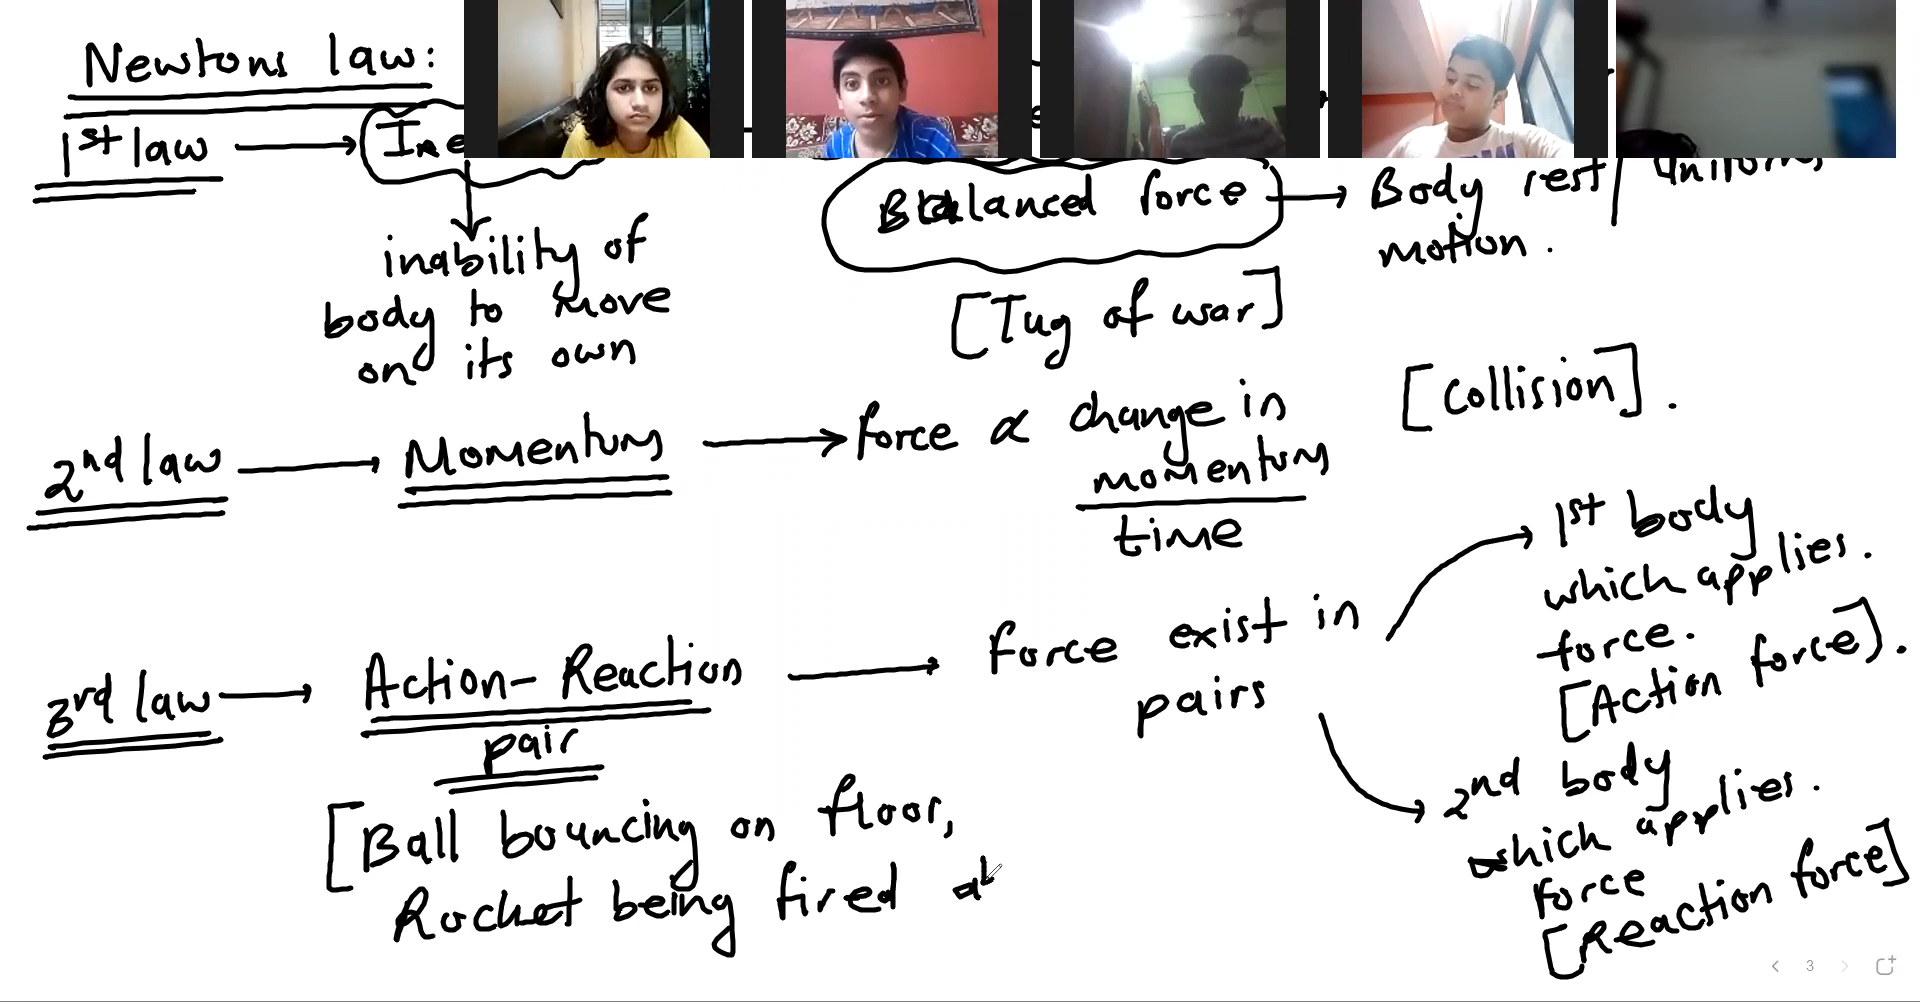 Newtons law:
1st law → Ine
inability of
body to move
on its own
Balanced force → Body rest/
motion.
[Tug of war]
[Collision].
2nd law → Momentum → force ∝ change in
momentum
time
3rd law → Action-Reaction → force exist in
pair
pairs
1st body
which applies.
force.
[Action force].
2nd body
which applies.
force
[Reaction force]
[Ball bouncing on floor,
Rocket being fired
3